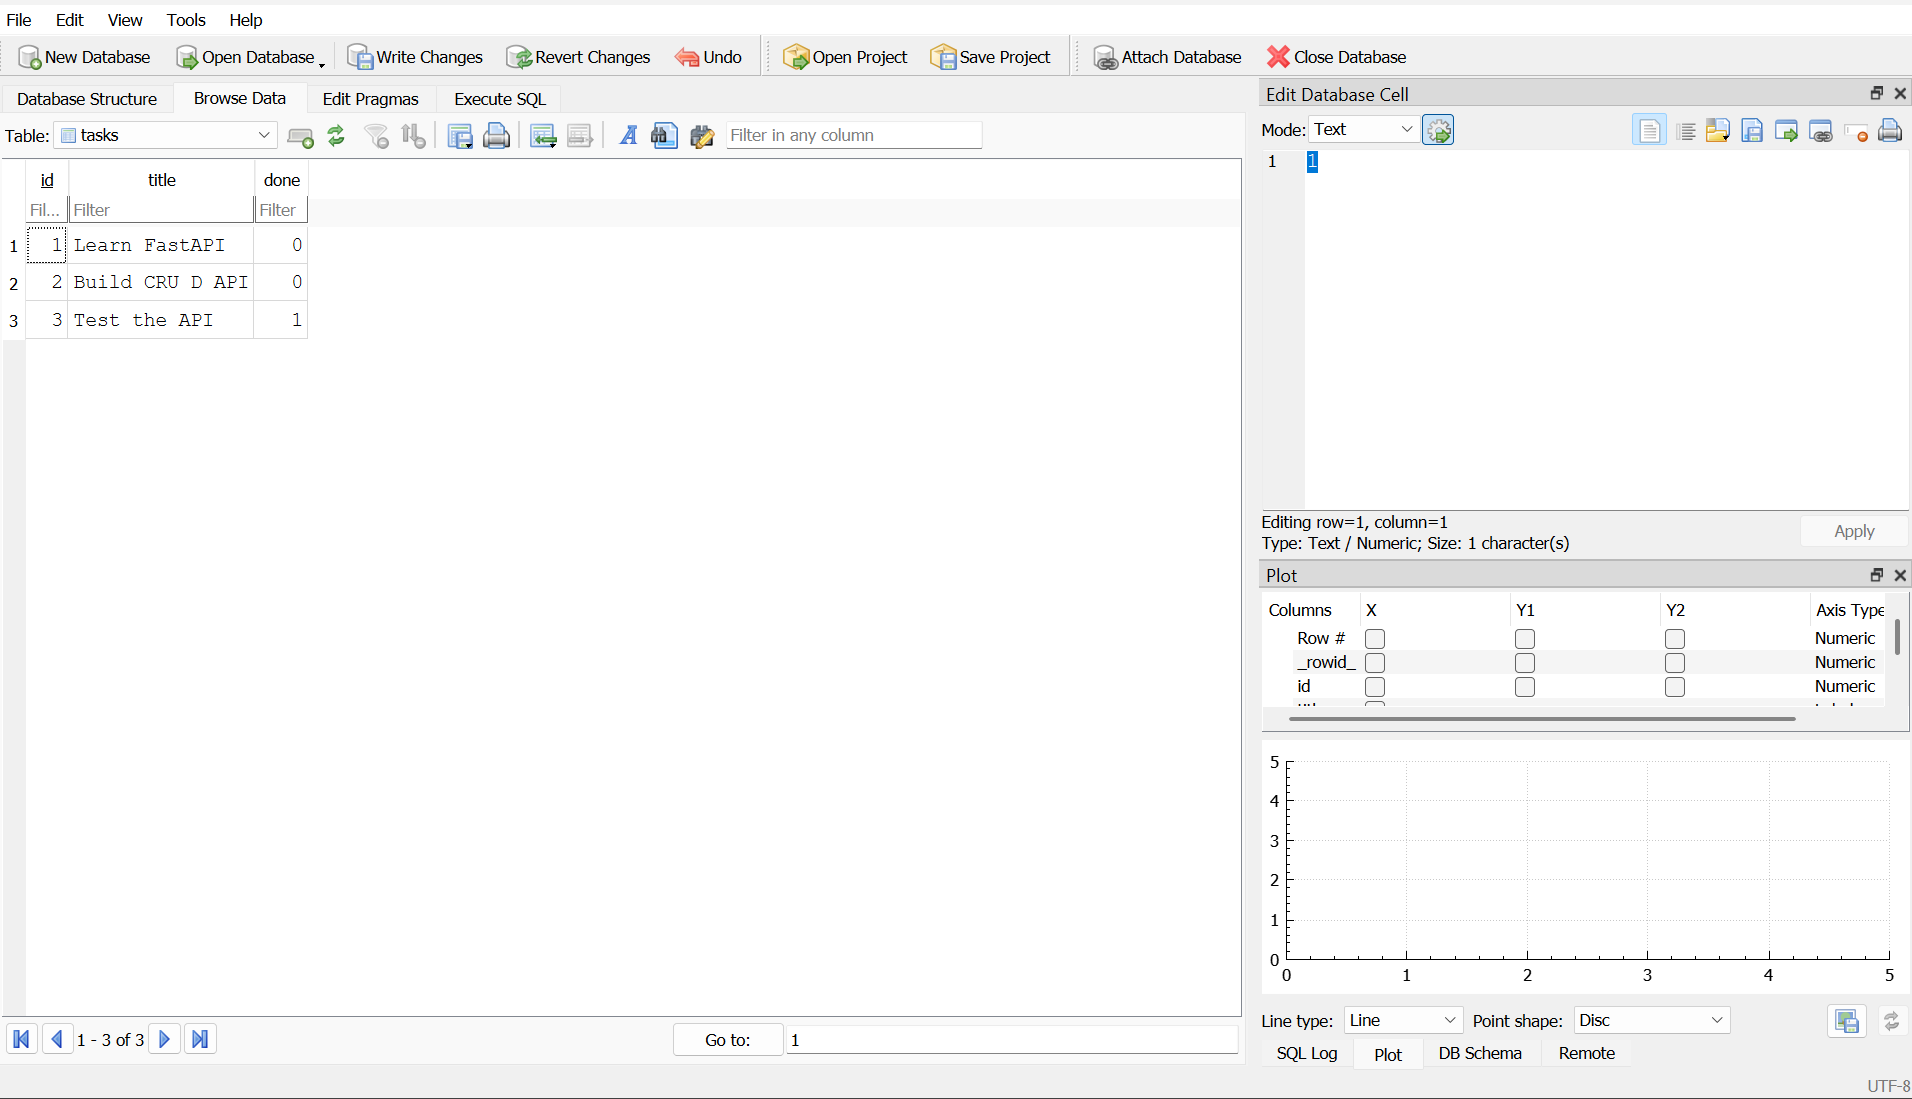 File Edit View Tools Help
New Database Open Database Write Changes Revert Changes Undo Open Project Save Project Attach Database Close Database
Database Structure Browse Data Edit Pragmas Execute SQL
Table: tasks Filter in any column
id title done
Fil... Filter Filter
1 1 Learn FastAPI 0
2 2 Build CRU D API 0
3 3 Test the API 1
1 - 3 of 3 Go to: 1
Edit Database Cell
Mode: Text
1 1
Editing row=1, column=1
Type: Text / Numeric; Size: 1 character(s)
Apply
Plot
Columns X Y1 Y2 Axis Type
Row # Numeric
_rowid_ Numeric
id Numeric
5
4
3
2
1
0
0 1 2 3 4 5
Line type: Line Point shape: Disc
SQL Log Plot DB Schema Remote
UTF-8